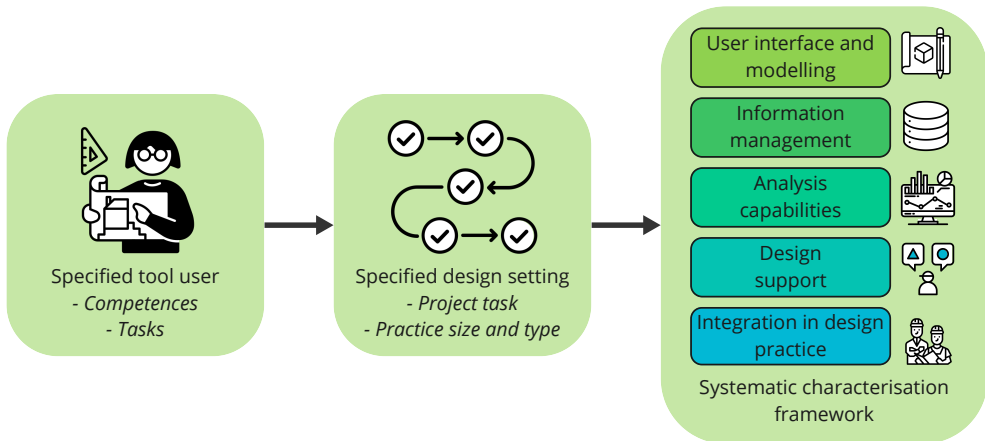 Specified tool user
- Competences
- Tasks
Specified design setting
- Project task
- Practice size and type
User interface and
modelling
Information
management
Analysis
capabilities
Design
support
Integration in design
practice
Systematic characterisation
framework